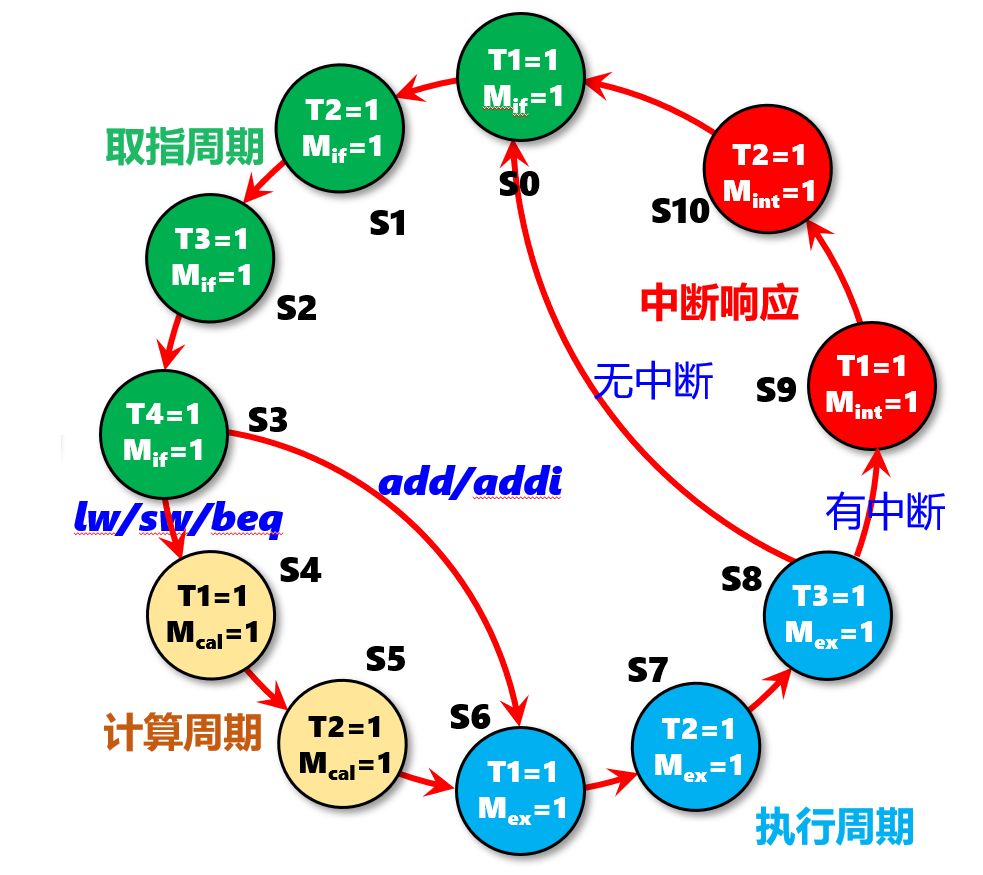 T1=1
Mif=1
S0
T2=1
Mif=1
S1
取指周期
T3=1
Mif=1
S2
T4=1
Mif=1
S3
lw/sw/beq
add/addi
T1=1
Mcal=1
S4
T2=1
Mcal=1
S5
计算周期
T1=1
Mex=1
S6
T2=1
Mex=1
S7
T3=1
Mex=1
S8
执行周期
无中断
有中断
T1=1
Mint=1
S9
中断响应
T2=1
Mint=1
S10